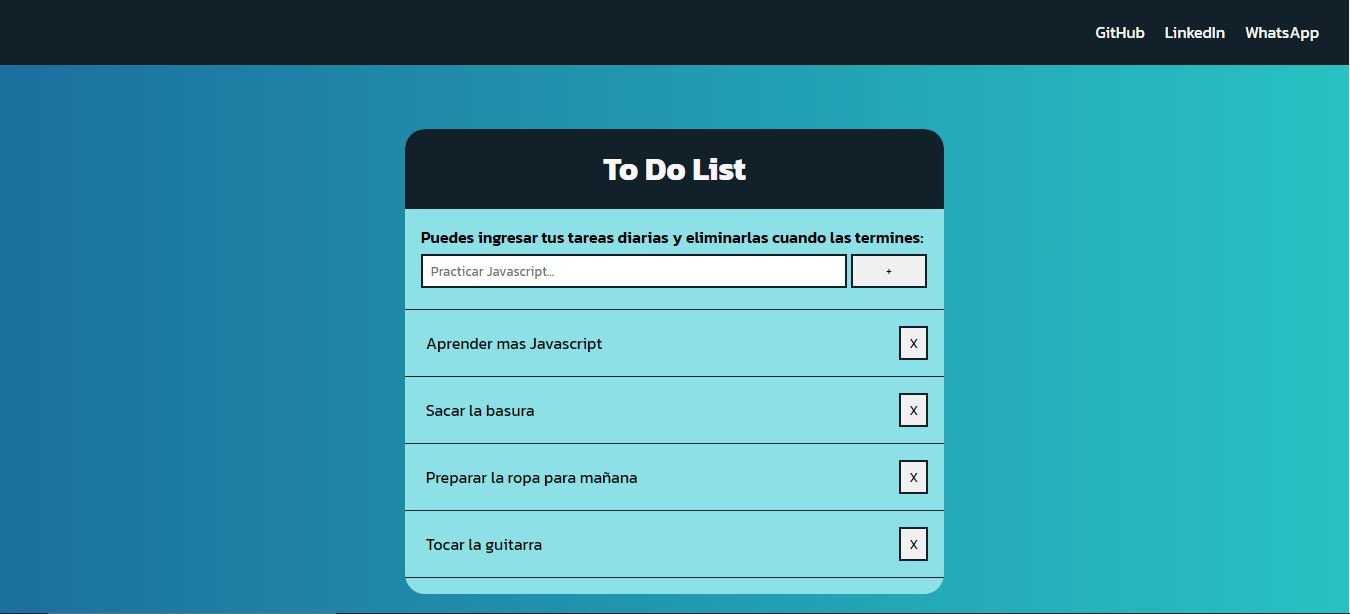 GitHub LinkedIn WhatsApp
To Do List
Puedes ingresar tus tareas diarias y eliminarlas cuando las termines:
Practicar Javascript... +
Aprender mas Javascript X
Sacar la basura X
Preparar la ropa para mañana X
Tocar la guitarra X